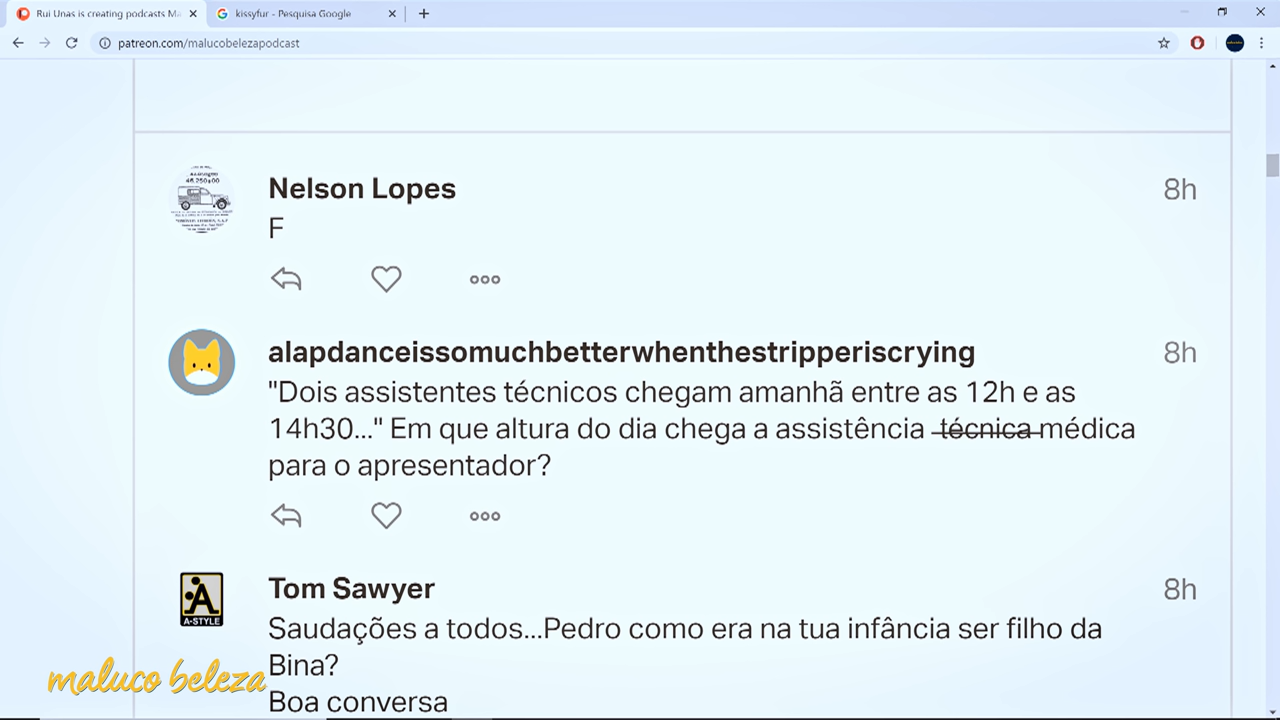 Rui Unas is creating podcasts Ma
kissyfur - Pesquisa Google
patreon.com/malucobelezapodcast
Nelson Lopes
8h
F
alapdanceissomuchbetterwhenthestripperiscrying
8h
"Dois assistentes técnicos chegam amanhã entre as 12h e as
14h30..." Em que altura do dia chega a assistência técnica médica
para o apresentador?
A-STYLE
Tom Sawyer
8h
Saudações a todos...Pedro como era na tua infância ser filho da
Bina?
Boa conversa
maluco beleza